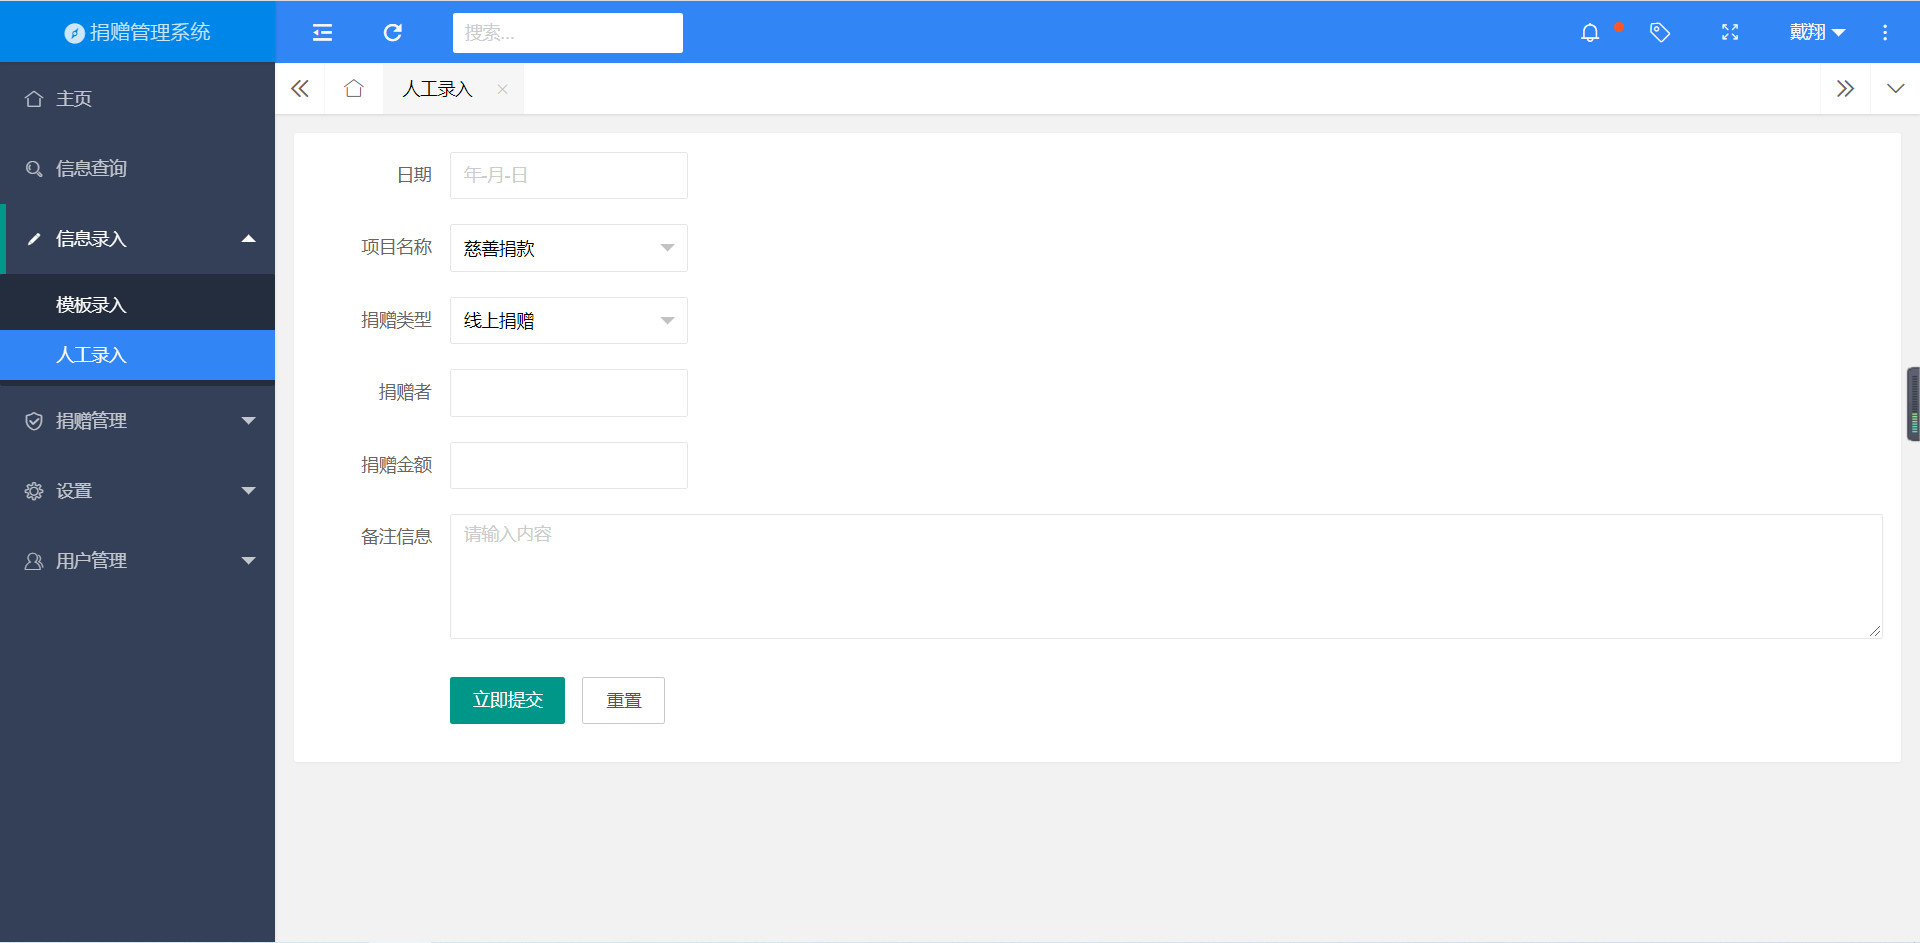 捐赠管理系统
搜索...
戴翔
主页
信息查询
信息录入
模板录入
人工录入
捐赠管理
设置
用户管理
人工录入
日期
年-月-日
项目名称
慈善捐款
捐赠类型
线上捐赠
捐赠者
捐赠金额
备注信息
请输入内容
立即提交
重置